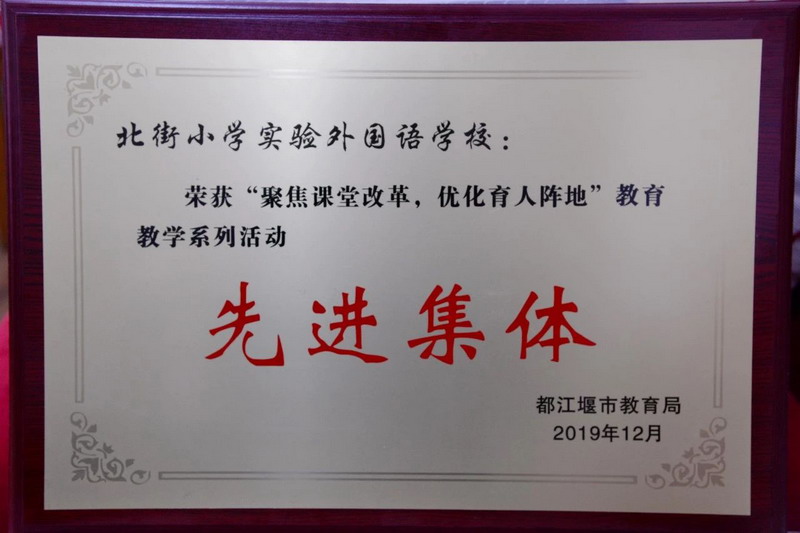 北街小学实验外国语学校：
荣获“聚焦课堂改革，优化育人阵地”教育
教学系列活动
先进集体
都江堰市教育局
2019年12月